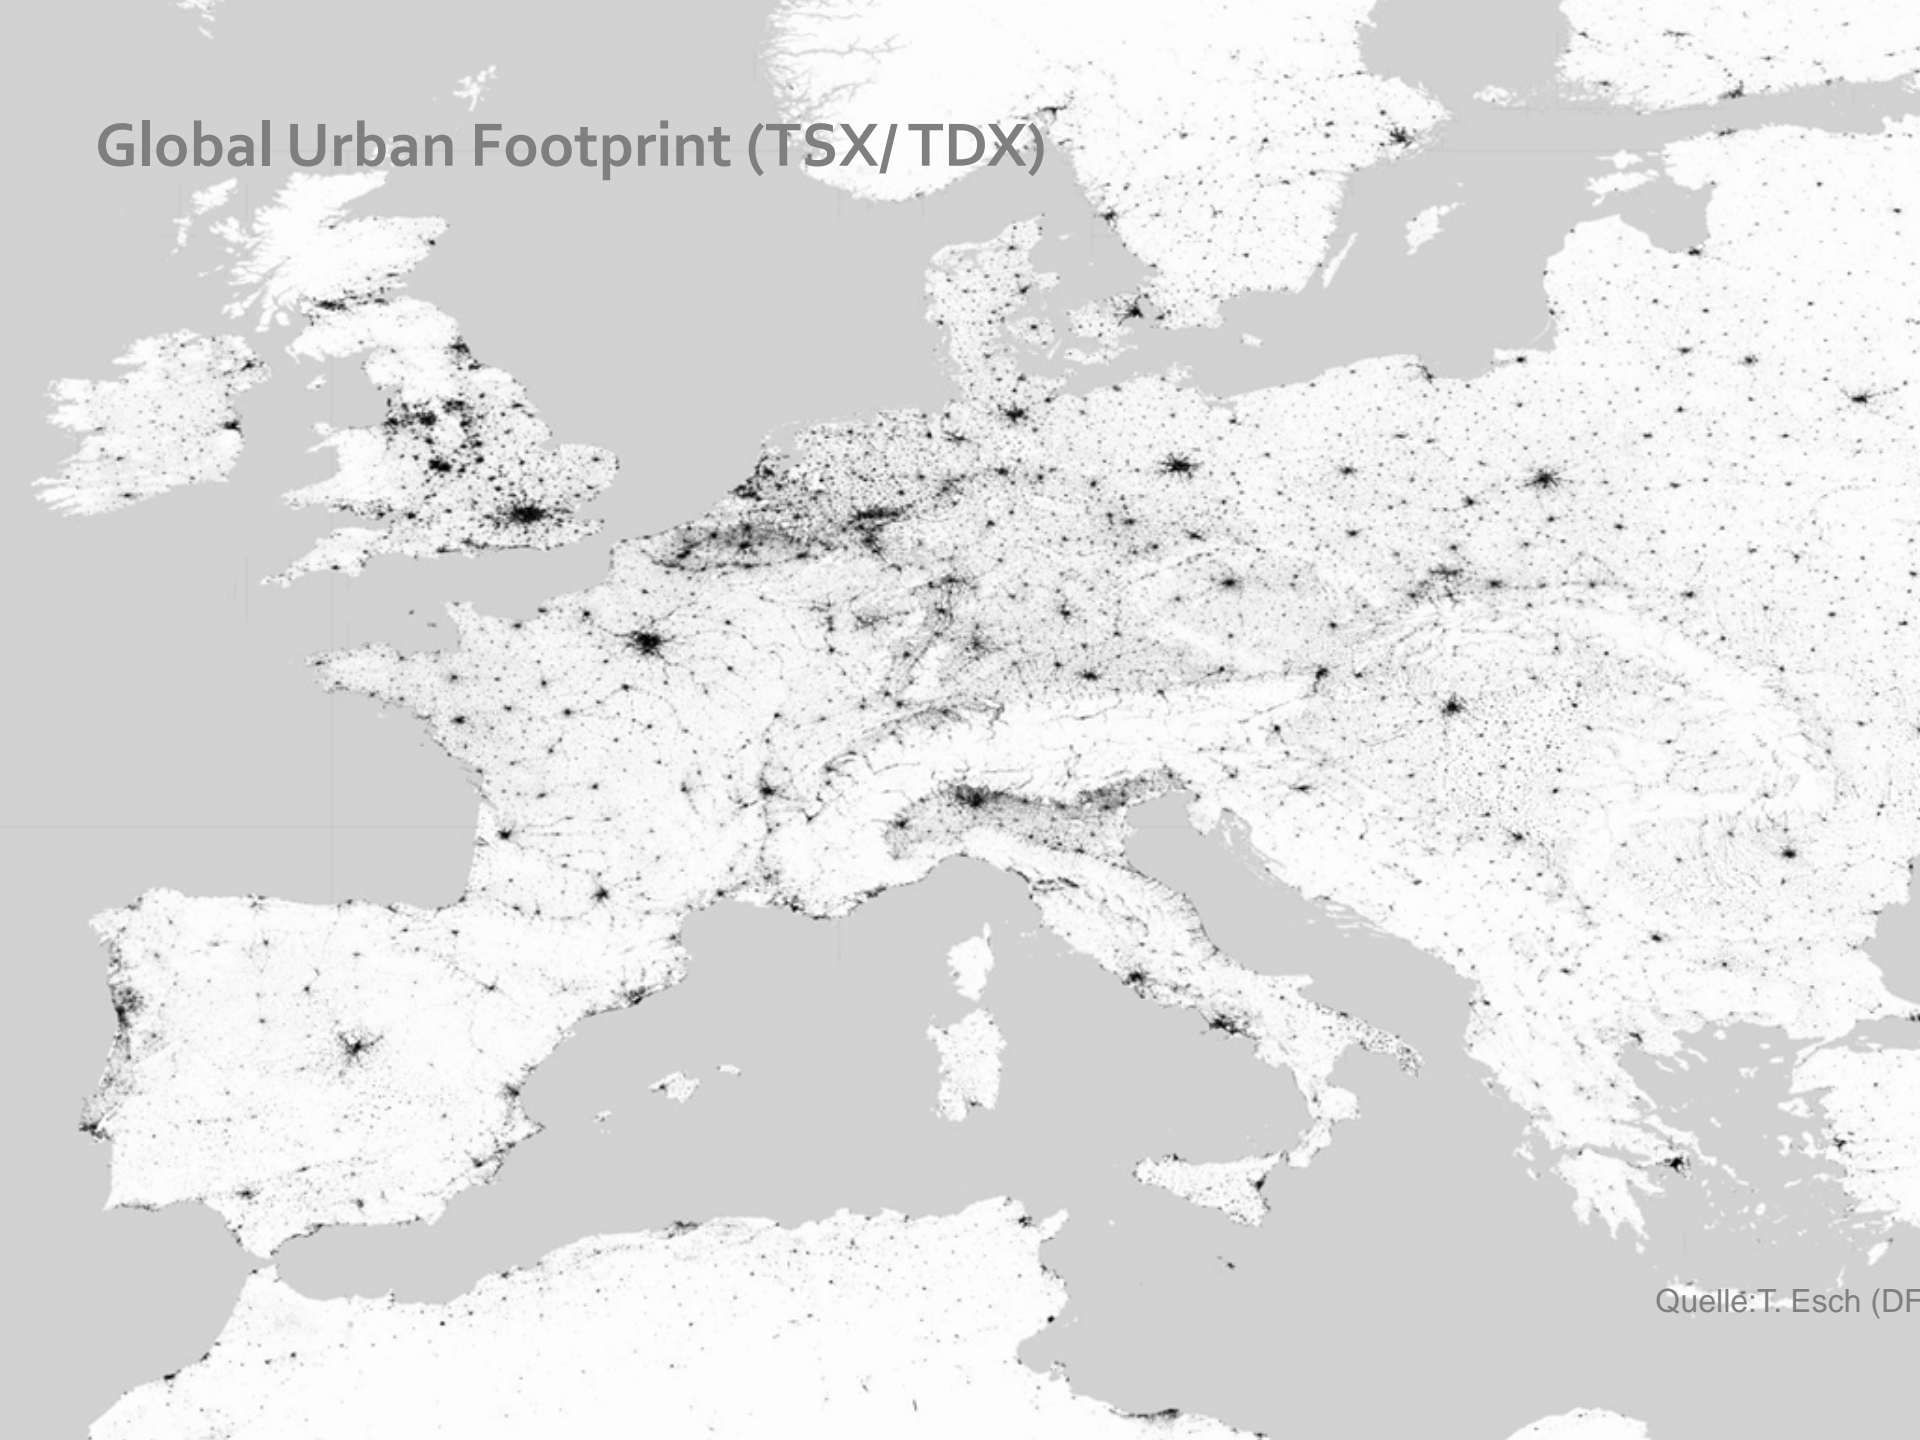 Global Urban Footprint (TSX/ TDX)
Quelle:T. Esch (DF